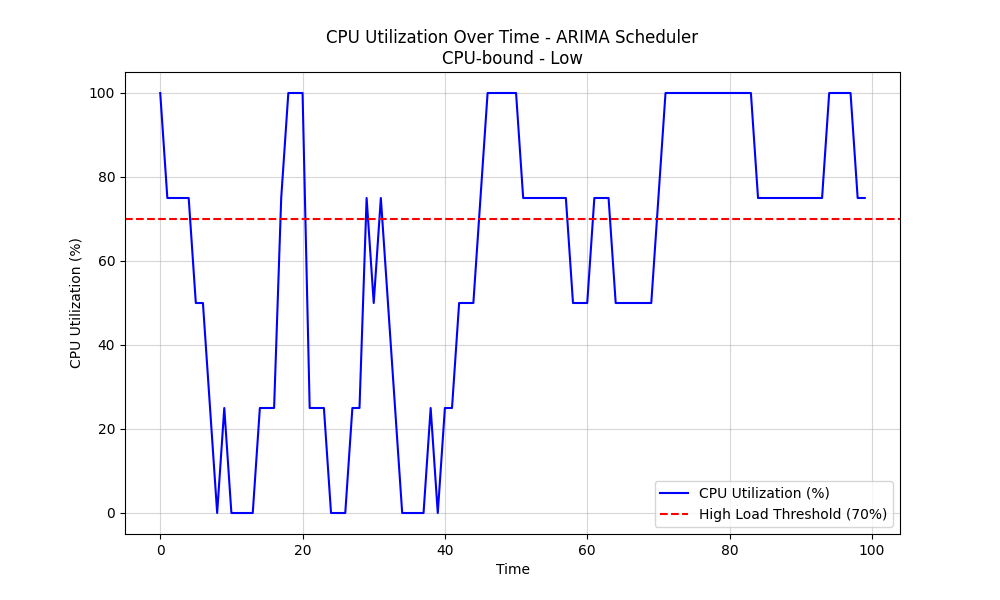 CPU Utilization Over Time - ARIMA Scheduler
CPU-bound - Low
CPU Utilization (%)
100
80
60
40
20
0
0 20 40 60 80 100
Time
CPU Utilization (%)
High Load Threshold (70%)